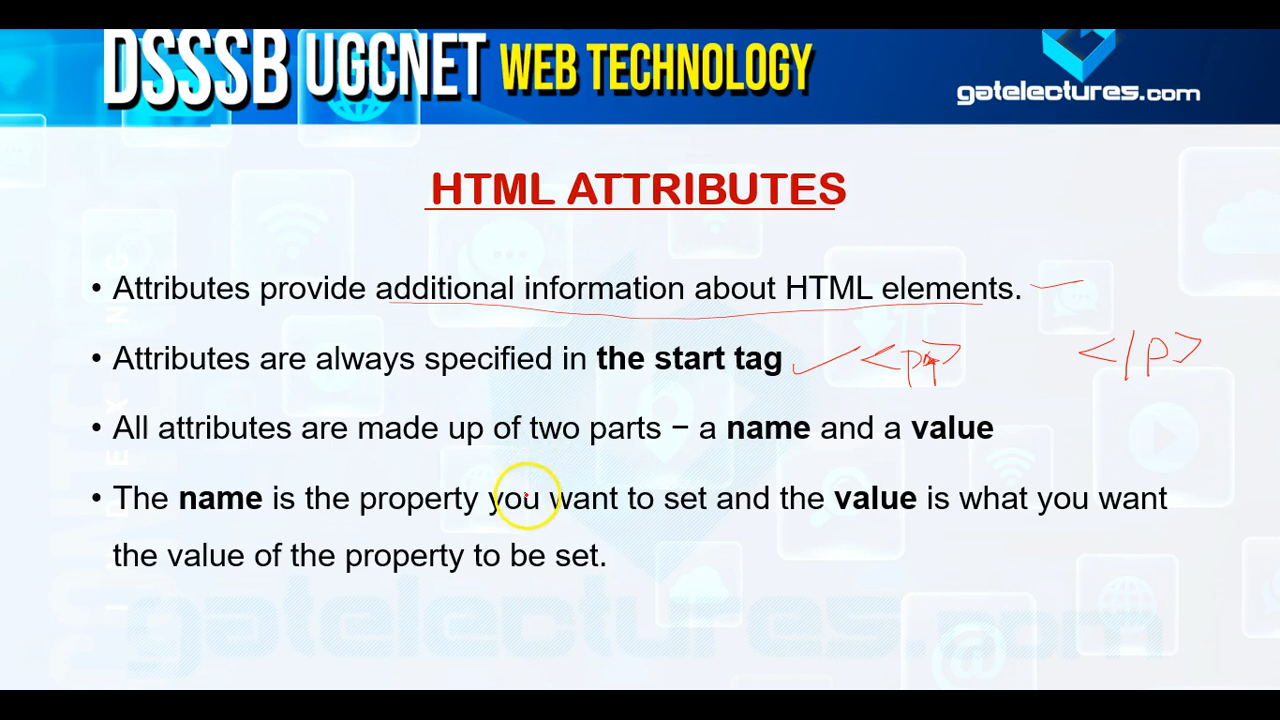 DSSSB UGCNET WEB TECHNOLOGY
gatelectures.com
HTML ATTRIBUTES
• Attributes provide additional information about HTML elements.
• Attributes are always specified in the start tag <p> </p>
• All attributes are made up of two parts − a name and a value
• The name is the property you want to set and the value is what you want
the value of the property to be set.
gatelectures.com